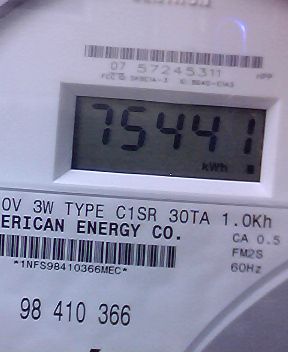 07 57245311
75441
kWh
0V 3W TYPE C1SR 30TA 1.0Kh
ERICAN ENERGY CO. CA 0.5
FM2S
*1NFS98410366MEC* 60Hz
98 410 366